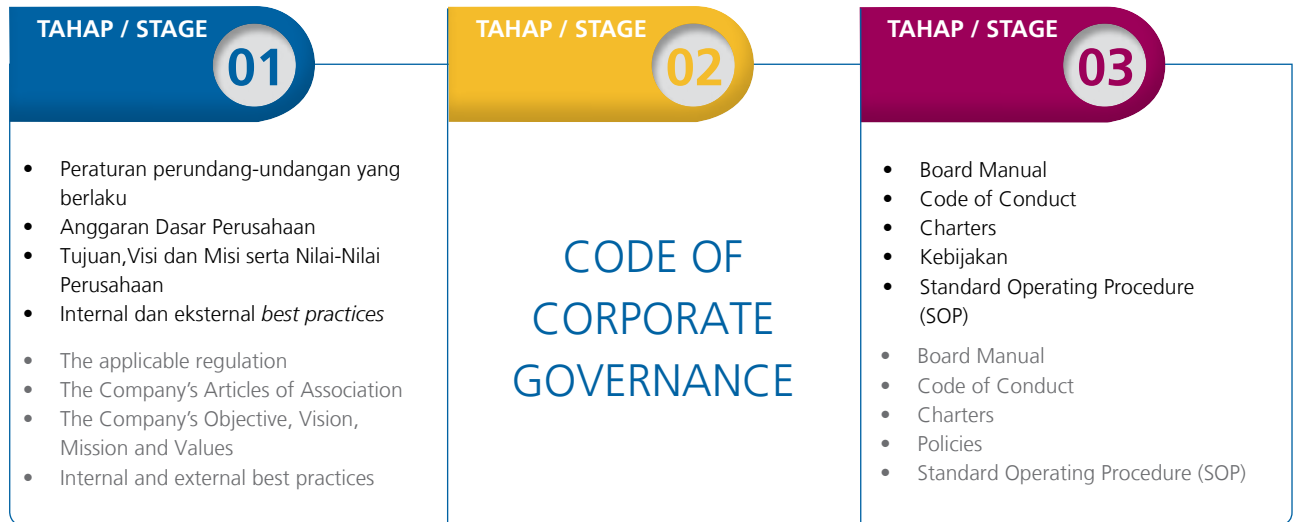 TAHAP / STAGE
01
• Peraturan perundang-undangan yang
berlaku
• Anggaran Dasar Perusahaan
• Tujuan,Visi dan Misi serta Nilai-Nilai
Perusahaan
• Internal dan eksternal best practices
• The applicable regulation
• The Company’s Articles of Association
• The Company’s Objective, Vision,
Mission and Values
• Internal and external best practices
TAHAP / STAGE
02
CODE OF
CORPORATE
GOVERNANCE
TAHAP / STAGE
03
• Board Manual
• Code of Conduct
• Charters
• Kebijakan
• Standard Operating Procedure
(SOP)
• Board Manual
• Code of Conduct
• Charters
• Policies
• Standard Operating Procedure (SOP)